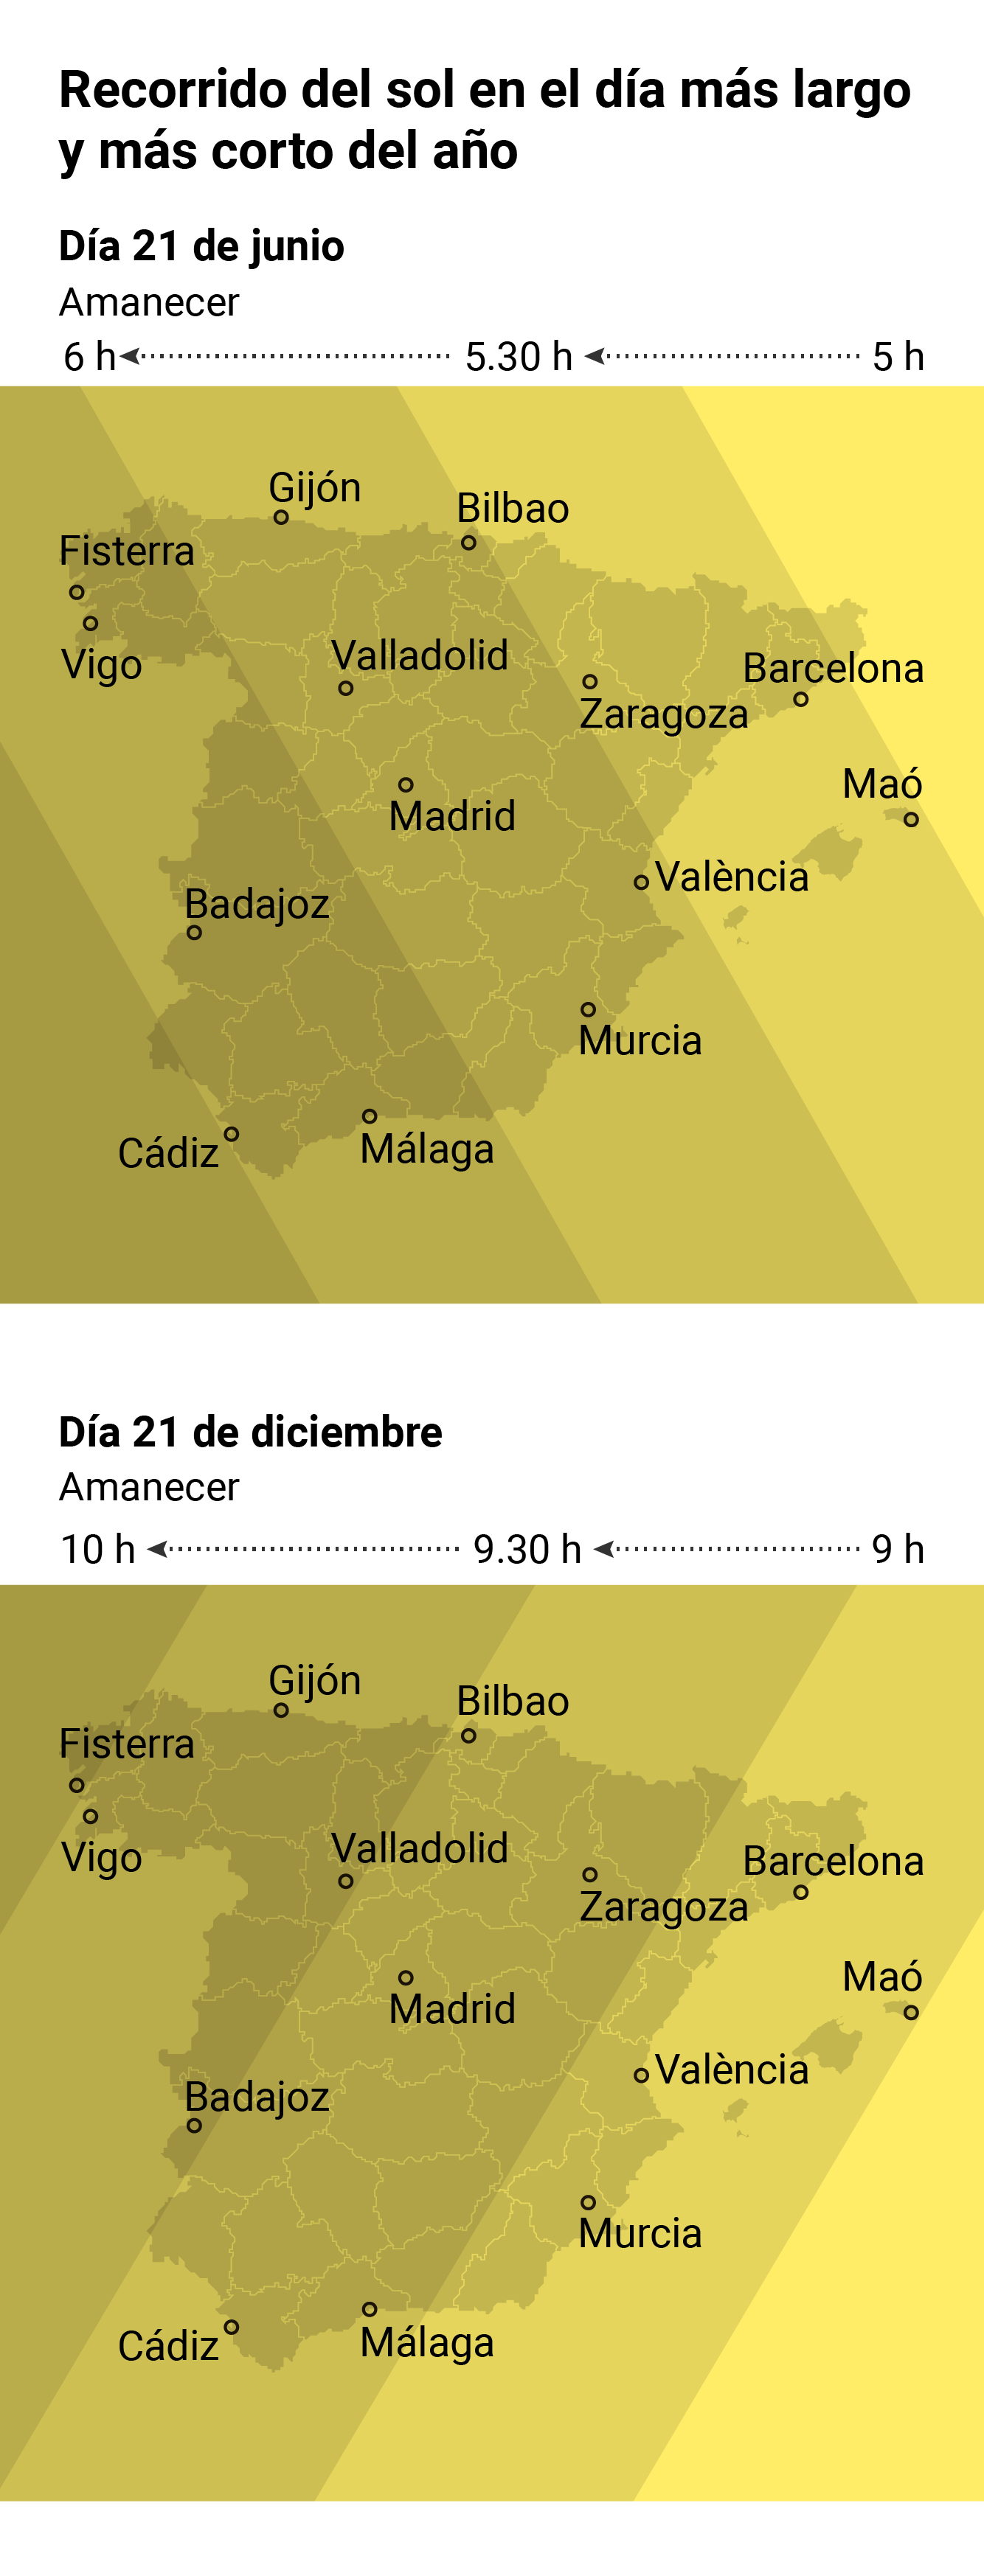 Recorrido del sol en el día más largo
y más corto del año
Día 21 de junio
Amanecer
6 h 5.30 h 5 h
Gijón
Bilbao
Fisterra
Vigo
Valladolid
Barcelona
Zaragoza
Maó
Madrid
València
Badajoz
Murcia
Cádiz
Málaga
Día 21 de diciembre
Amanecer
10 h 9.30 h 9 h
Gijón
Bilbao
Fisterra
Vigo
Valladolid
Barcelona
Zaragoza
Maó
Madrid
València
Badajoz
Murcia
Cádiz
Málaga